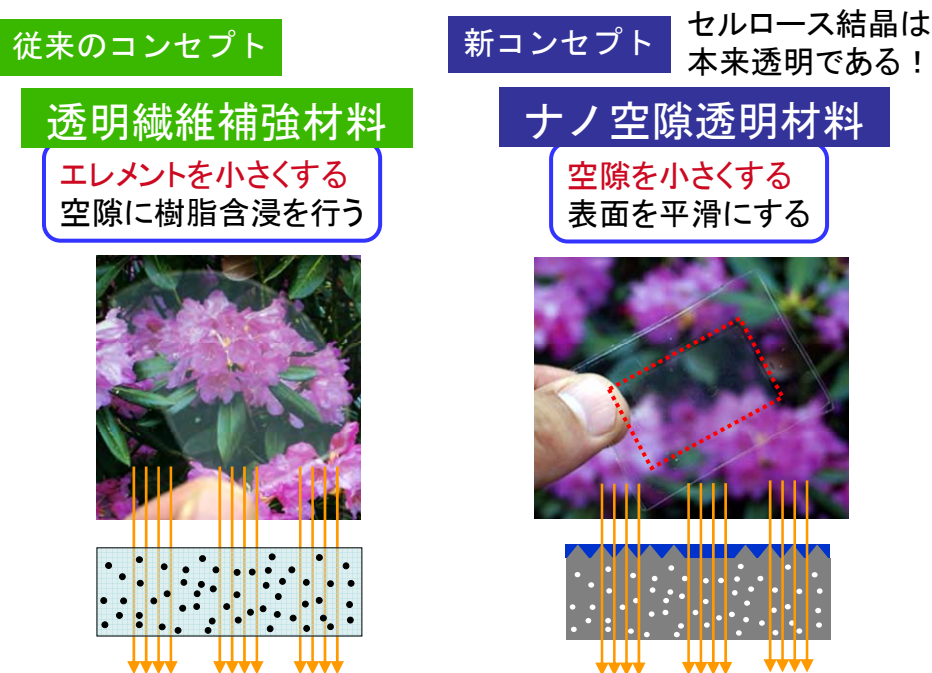 従来のコンセプト
透明繊維補強材料
エレメントを小さくする
空隙に樹脂含浸を行う
新コンセプト
セルロース結晶は
本来透明である！
ナノ空隙透明材料
空隙を小さくする
表面を平滑にする